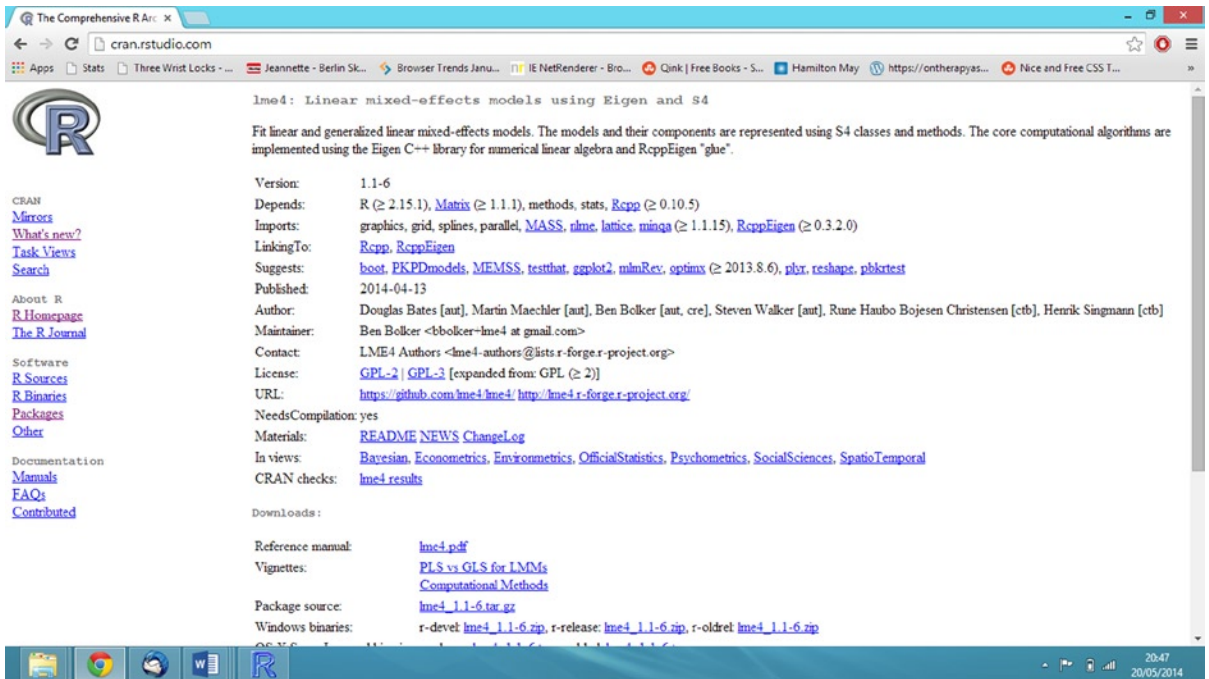 The Comprehensive R Arc
cran.rstudio.com
Apps Stats Three Wrist Locks - ... Jeannette - Berlin Sk... Browser Trends Janu... IE NetRenderer - Bro... Qink | Free Books - S... Hamilton May https://ontherapyas... Nice and Free CSS T... »
R
CRAN
Mirrors
What's new?
Task Views
Search
About R
R Homepage
The R Journal
Software
R Sources
R Binaries
Packages
Other
Documentation
Manuals
FAQs
Contributed
lme4: Linear mixed-effects models using Eigen and S4
Fit linear and generalized linear mixed-effects models. The models and their components are represented using S4 classes and methods. The core computational algorithms are
implemented using the Eigen C++ library for numerical linear algebra and RcppEigen "glue".
Version: 1.1-6
Depends: R (≥ 2.15.1), Matrix (≥ 1.1.1), methods, stats, Rcpp (≥ 0.10.5)
Imports: graphics, grid, splines, parallel, MASS, nlme, lattice, minqa (≥ 1.1.15), RcppEigen (≥ 0.3.2.0)
LinkingTo: Rcpp, RcppEigen
Suggests: boot, PKPDmodels, MEMSS, testthat, ggplot2, mlmRev, optimx (≥ 2013.8.6), plyr, reshape, pbkrtest
Published: 2014-04-13
Author: Douglas Bates [aut], Martin Maechler [aut], Ben Bolker [aut, cre], Steven Walker [aut], Rune Haubo Bojesen Christensen [ctb], Henrik Singmann [ctb]
Maintainer: Ben Bolker <bbolker+lme4 at gmail.com>
Contact: LME4 Authors <lme4-authors@lists.r-forge.r-project.org>
License: GPL-2 | GPL-3 [expanded from: GPL (≥ 2)]
URL: https://github.com/lme4/lme4/ http://lme4.r-forge.r-project.org/
NeedsCompilation: yes
Materials: README NEWS ChangeLog
In views: Bayesian, Econometrics, Environmetrics, OfficialStatistics, Psychometrics, SocialSciences, SpatioTemporal
CRAN checks: lme4 results
Downloads:
Reference manual: lme4.pdf
Vignettes: PLS vs GLS for LMMs
Computational Methods
Package source: lme4_1.1-6.tar.gz
Windows binaries: r-devel: lme4_1.1-6.zip, r-release: lme4_1.1-6.zip, r-oldrel: lme4_1.1-6.zip
20:47
20/05/2014